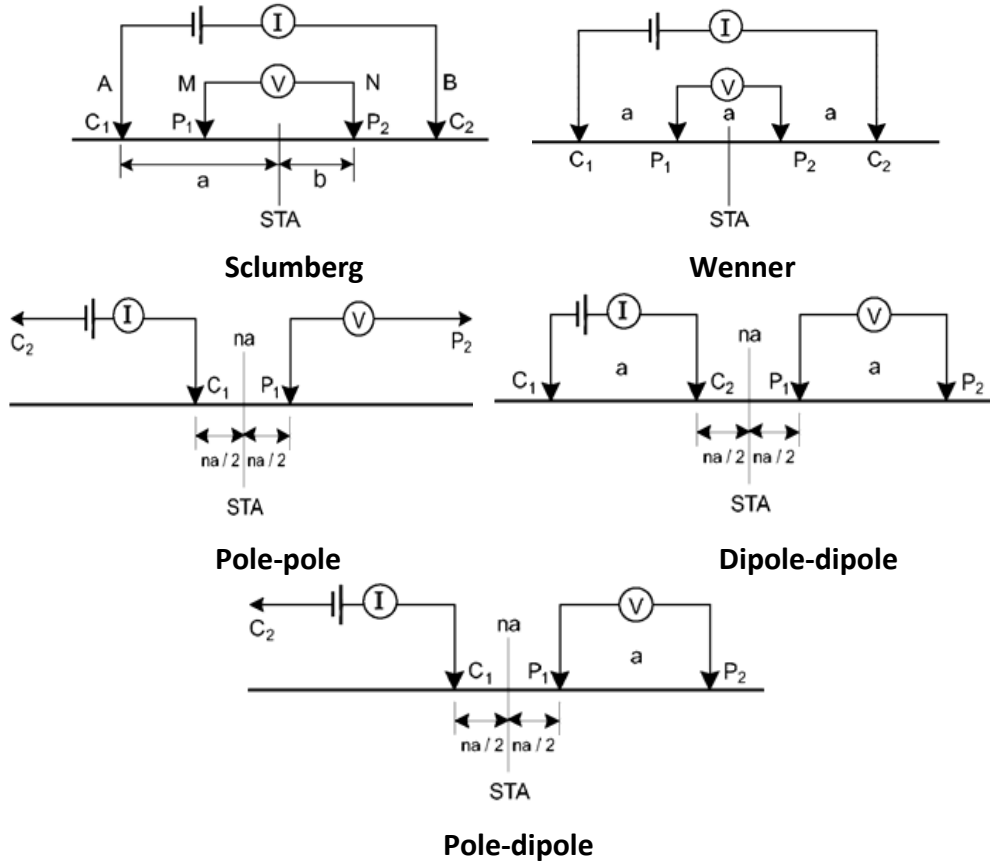 I
A M V N B
C1 P1 P2 C2
a b
STA
Sclumberg
I
V
a a a
C1 P1 P2 C2
STA
Wenner
I V
C2 na P2
C1 P1
na / 2 na / 2
STA
Pole-pole
I V
na
C1 a C2 P1 a P2
na / 2 na / 2
STA
Dipole-dipole
I V
C2 na
a
C1 P1 P2
na / 2 na / 2
STA
Pole-dipole